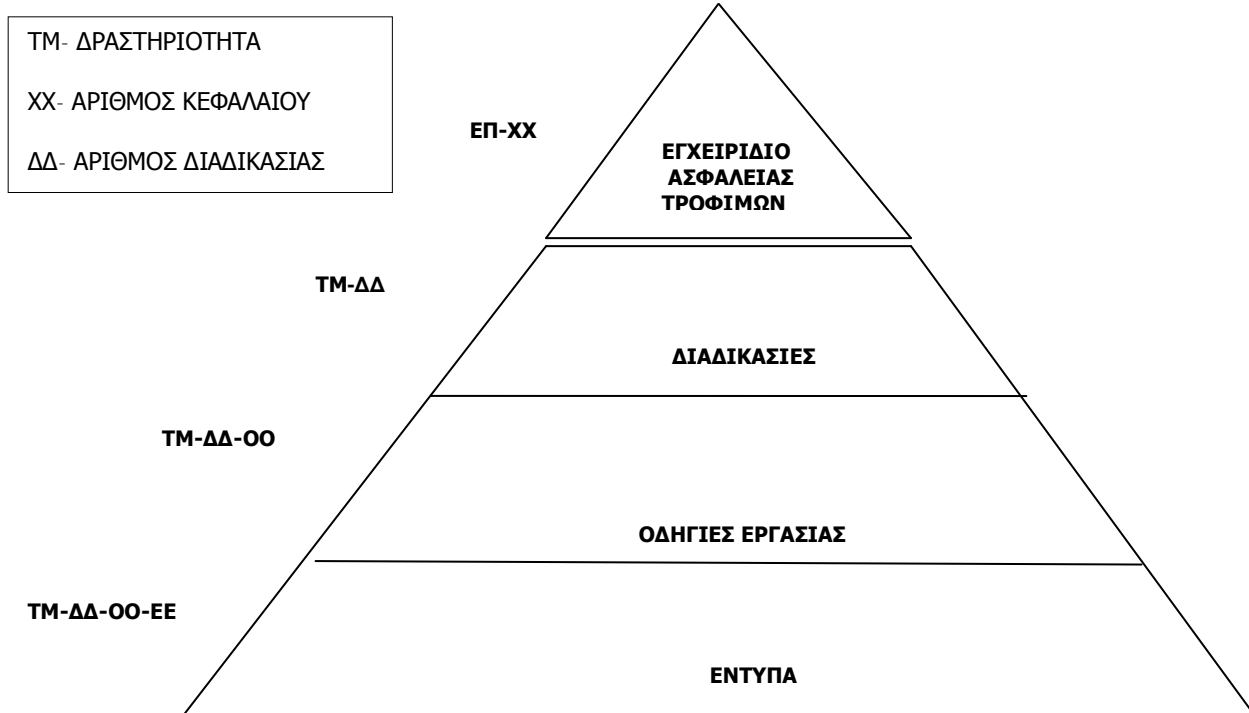 ΤΜ- ΔΡΑΣΤΗΡΙΟΤΗΤΑ
ΧΧ- ΑΡΙΘΜΟΣ ΚΕΦΑΛΑΙΟΥ
ΔΔ- ΑΡΙΘΜΟΣ ΔΙΑΔΙΚΑΣΙΑΣ
ΕΠ-ΧΧ
ΕΓΧΕΙΡΙΔΙΟ
ΑΣΦΑΛΕΙΑΣ
ΤΡΟΦΙΜΩΝ
ΤΜ-ΔΔ
ΔΙΑΔΙΚΑΣΙΕΣ
ΤΜ-ΔΔ-ΟΟ
ΟΔΗΓΙΕΣ ΕΡΓΑΣΙΑΣ
ΤΜ-ΔΔ-ΟΟ-ΕΕ
ΕΝΤΥΠΑ